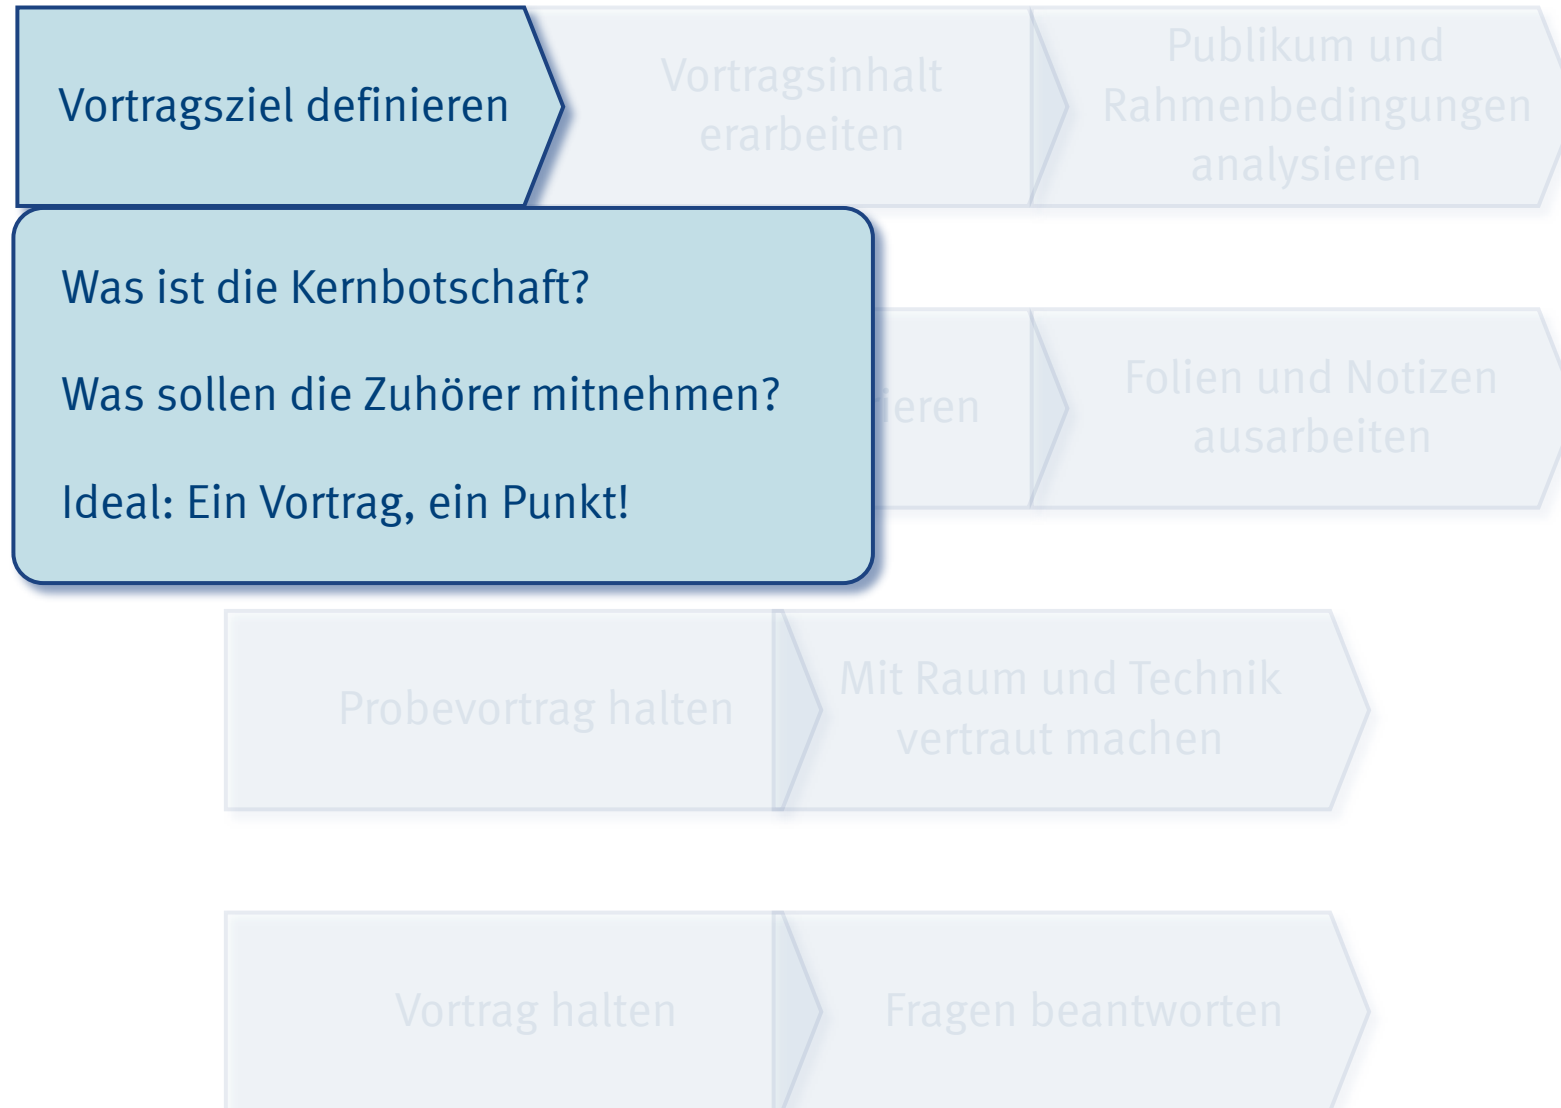 Vortragsziel definieren
Vortragsinhalt
erarbeiten
Publikum und
Rahmenbedingungen
analysieren
Was ist die Kernbotschaft?
Was sollen die Zuhörer mitnehmen?
Ideal: Ein Vortrag, ein Punkt!
Folien und Notizen
ausarbeiten
Probevortrag halten
Mit Raum und Technik
vertraut machen
Vortrag halten
Fragen beantworten